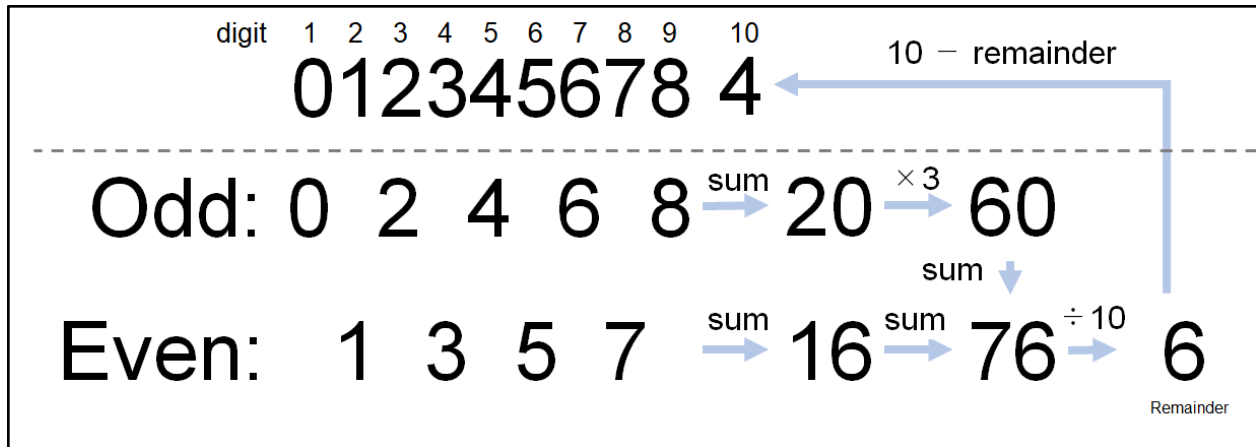 digit 1 2 3 4 5 6 7 8 9 10
012345678 4
10 － remainder
Odd: 0 2 4 6 8 sum 20 ×3 60
sum
Even: 1 3 5 7 sum 16 sum 76 ÷10 6
Remainder